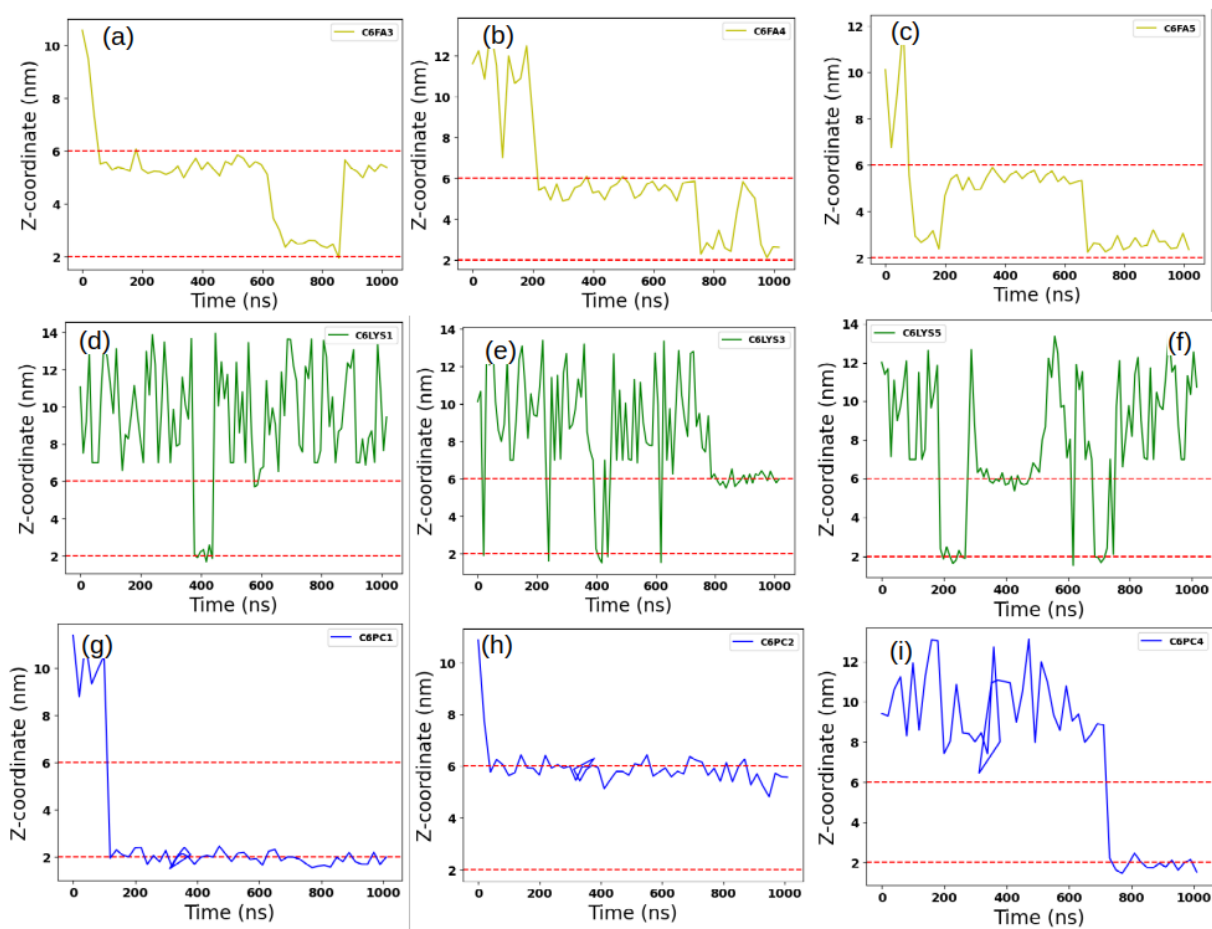 (a)
C6FA3
Z-coordinate (nm)
10
8
6
4
2
0 200 400 600 800 1000
Time (ns)
(b)
C6FA4
Z-coordinate (nm)
12
10
8
6
4
2
0 200 400 600 800 1000
Time (ns)
(c)
C6FA5
Z-coordinate (nm)
12
10
8
6
4
2
0 200 400 600 800 1000
Time (ns)
(d)
C6LYS1
Z-coordinate (nm)
14
12
10
8
6
4
2
0 200 400 600 800 1000
Time (ns)
(e)
C6LYS3
Z-coordinate (nm)
14
12
10
8
6
4
2
0 200 400 600 800 1000
Time (ns)
C6LYS5
(f)
Z-coordinate (nm)
14
12
10
8
6
4
2
0 200 400 600 800 1000
Time (ns)
(g)
C6PC1
Z-coordinate (nm)
10
8
6
4
2
0 200 400 600 800 1000
Time (ns)
(h)
C6PC2
Z-coordinate (nm)
10
8
6
4
2
0 200 400 600 800 1000
Time (ns)
(i)
C6PC4
Z-coordinate (nm)
12
10
8
6
4
2
0 200 400 600 800 1000
Time (ns)